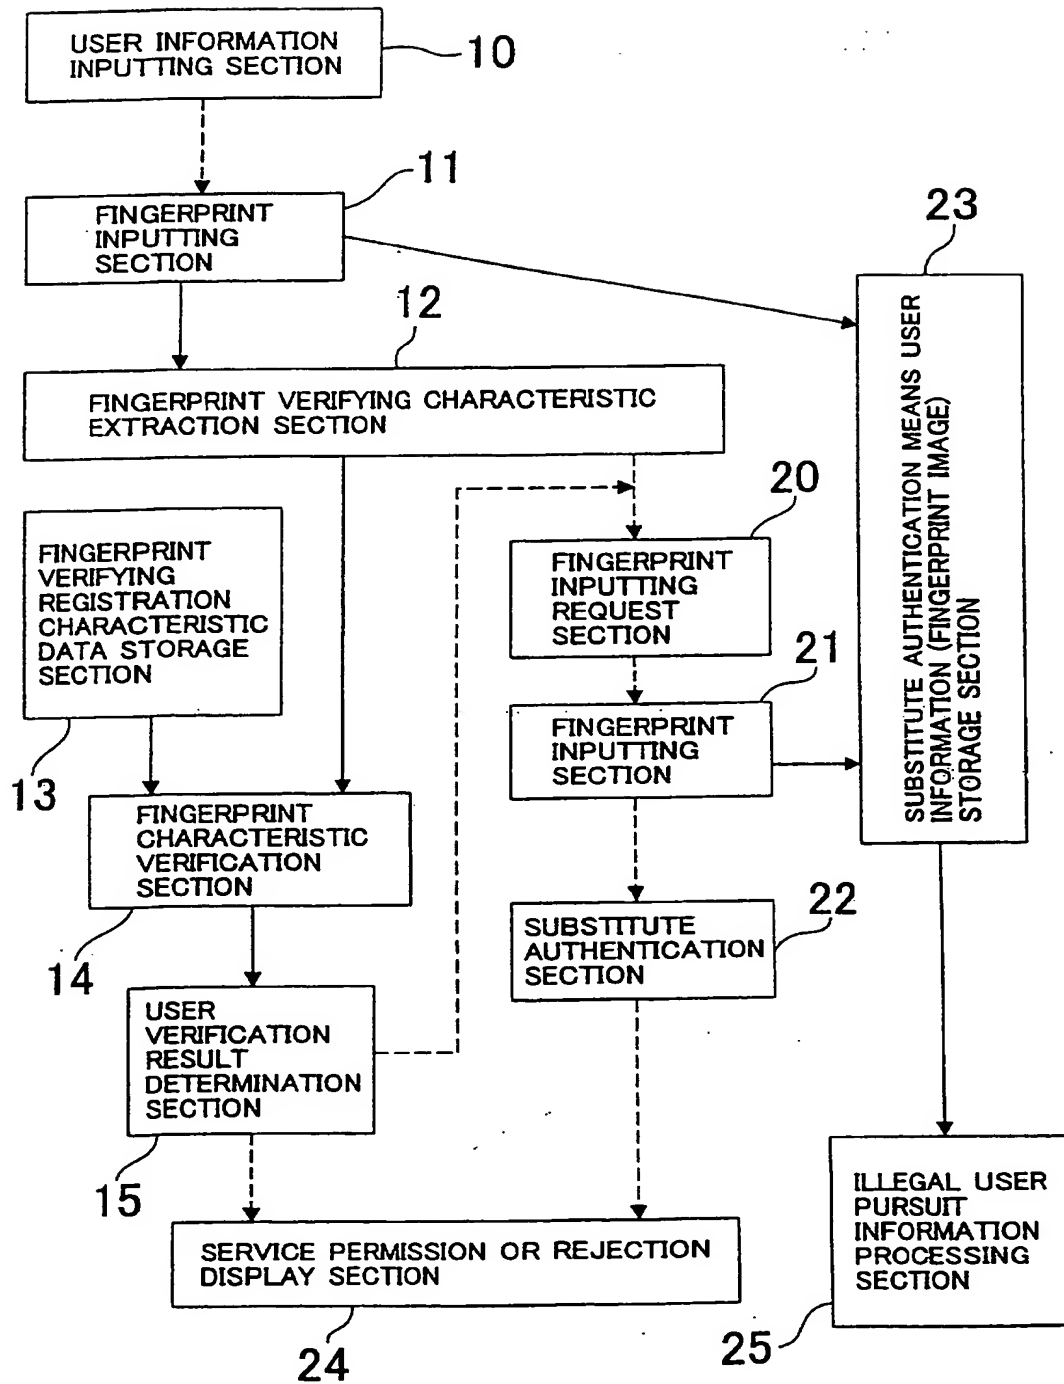 USER INFORMATION
INPUTTING SECTION
10
11
FINGERPRINT
INPUTTING
SECTION
23
12
FINGERPRINT VERIFYING CHARACTERISTIC
EXTRACTION SECTION
SUBSTITUTE AUTHENTICATION MEANS USER
INFORMATION (FINGERPRINT IMAGE)
STORAGE SECTION
20
FINGERPRINT
VERIFYING
REGISTRATION
CHARACTERISTIC
DATA STORAGE
SECTION
FINGERPRINT
INPUTTING
REQUEST
SECTION
21
FINGERPRINT
INPUTTING
SECTION
13
FINGERPRINT
CHARACTERISTIC
VERIFICATION
SECTION
22
SUBSTITUTE
AUTHENTICATION
SECTION
14
USER
VERIFICATION
RESULT
DETERMINATION
SECTION
15
ILLEGAL USER
PURSUIT
INFORMATION
PROCESSING
SECTION
SERVICE PERMISSION OR REJECTION
DISPLAY SECTION
24
25